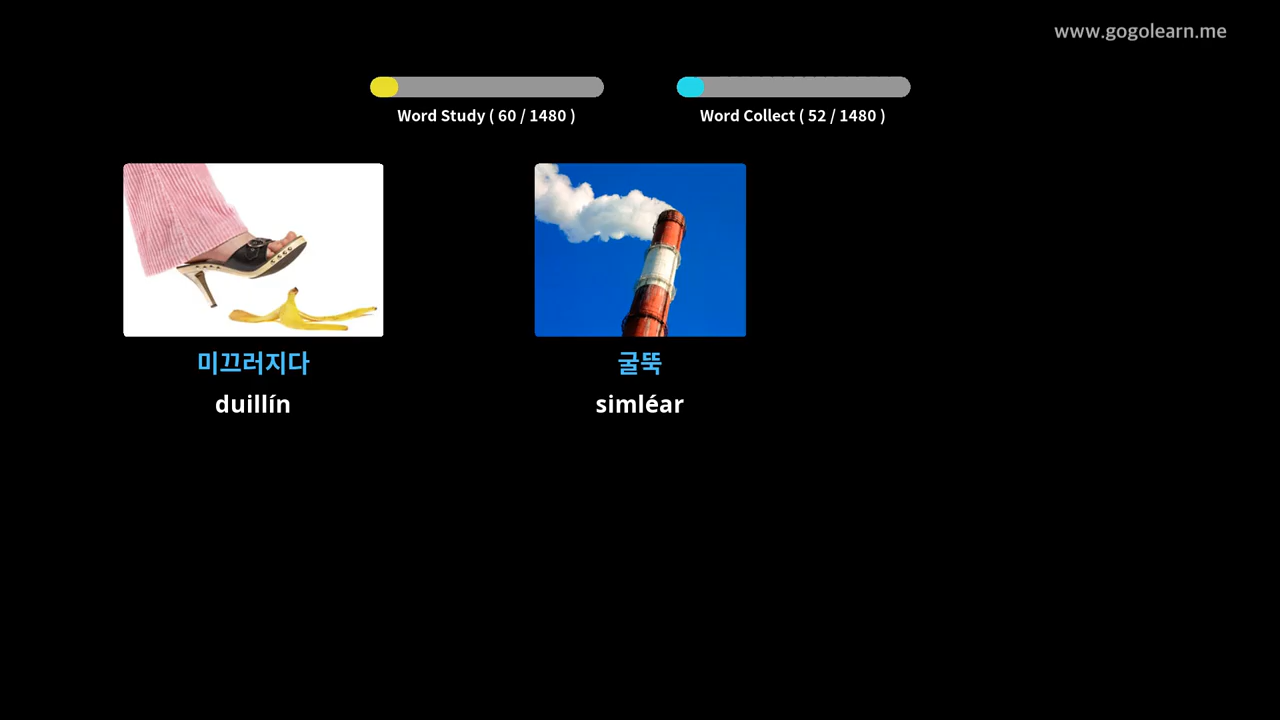 www.gogolearn.me
Word Study ( 60 / 1480 )
Word Collect ( 52 / 1480 )
미끄러지다
duillín
굴뚝
simléar